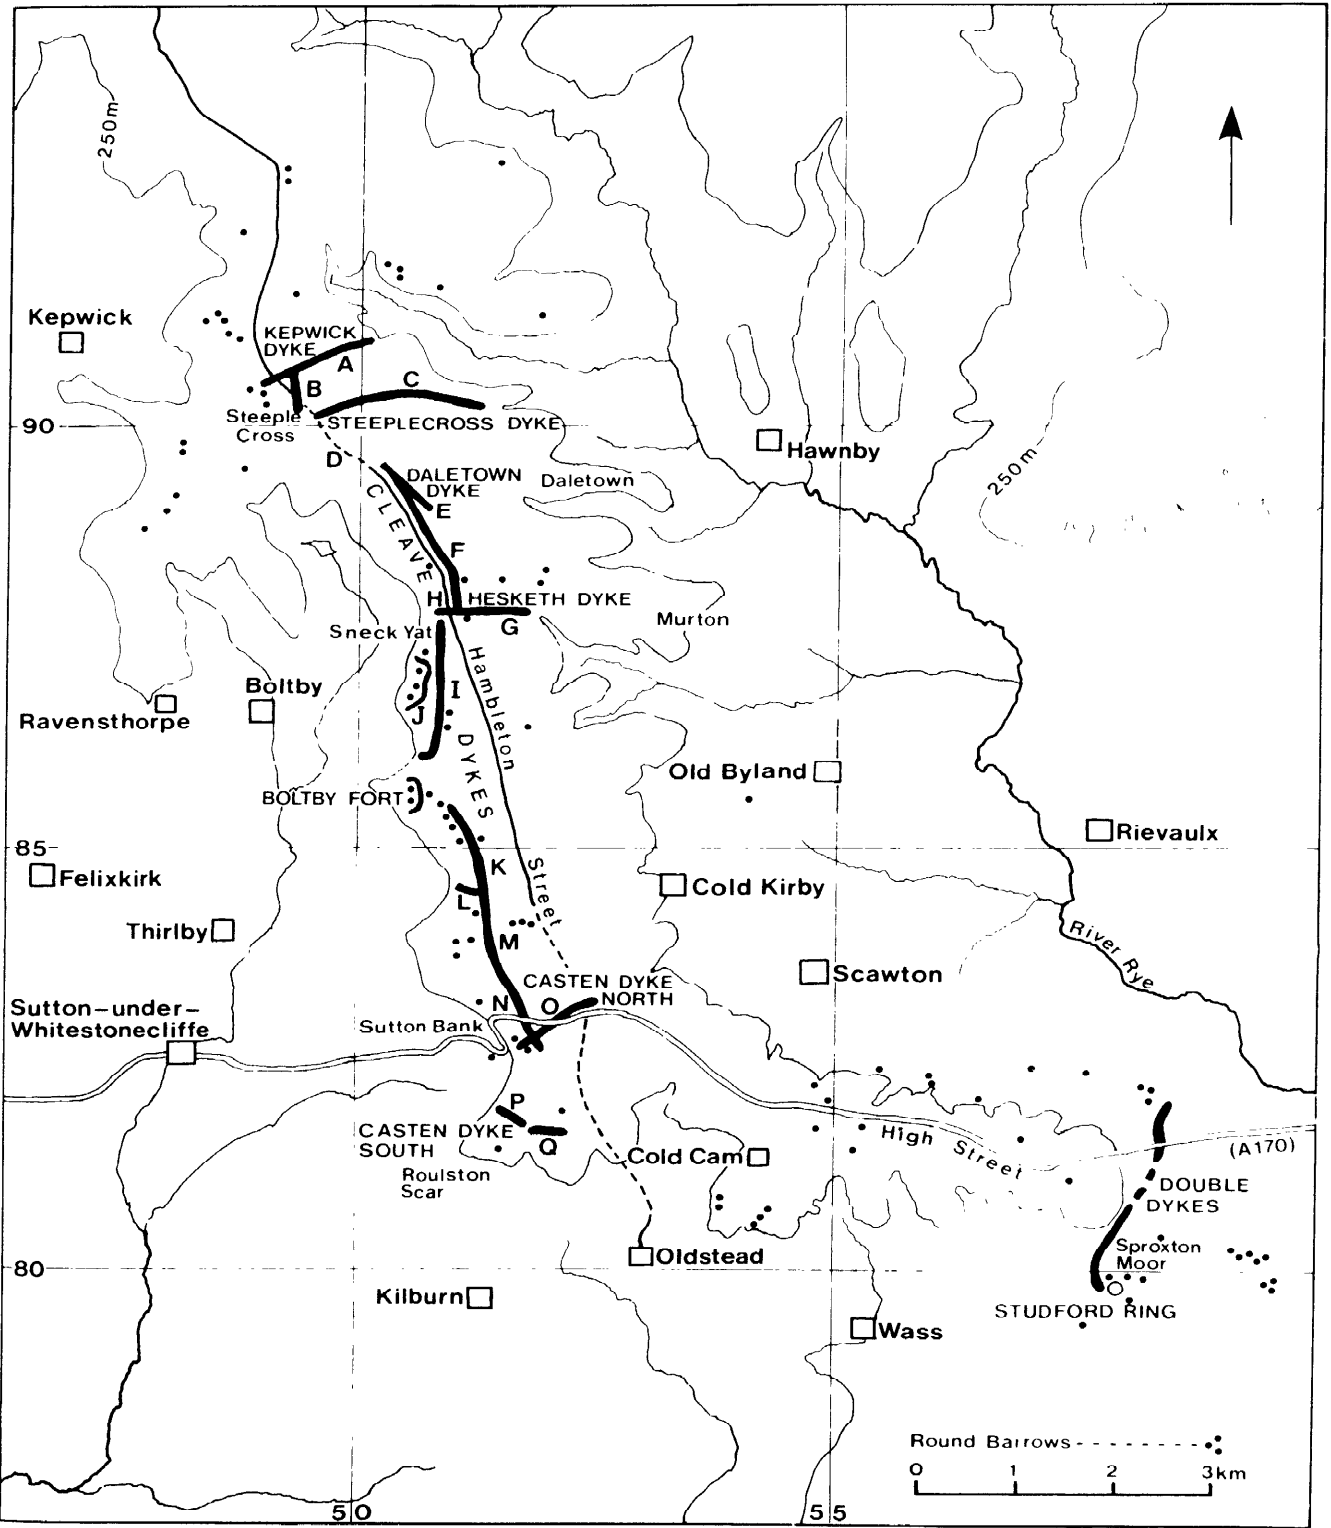 250m
Kepwick
KEPWICK
DYKE
A
B
C
Steeple
Cross
STEEPLECROSS DYKE
90
Hawnby
D
250m
DALETOWN
DYKE
Daletown
E
CLEAVE
F
H
HESKETH DYKE
G
Murton
Sneck Yat
Hambleton
Boltby
I
Ravensthorpe
J
DYKES
Old Byland
BOLTBY FORT
Rievaulx
85
K
Street
Felixkirk
Cold Kirby
L
Thirlby
M
River Rye
Scawton
CASTEN DYKE
NORTH
N
O
Sutton-under-
Whitestonecliffe
Sutton Bank
P
CASTEN DYKE
SOUTH
Q
High Street
(A170)
Cold Cam
Roulston
Scar
DOUBLE
DYKES
Oldstead
Sproxton
Moor
80
Kilburn
STUDFORD RING
Wass
Round Barrows
0 1 2 3km
50
55